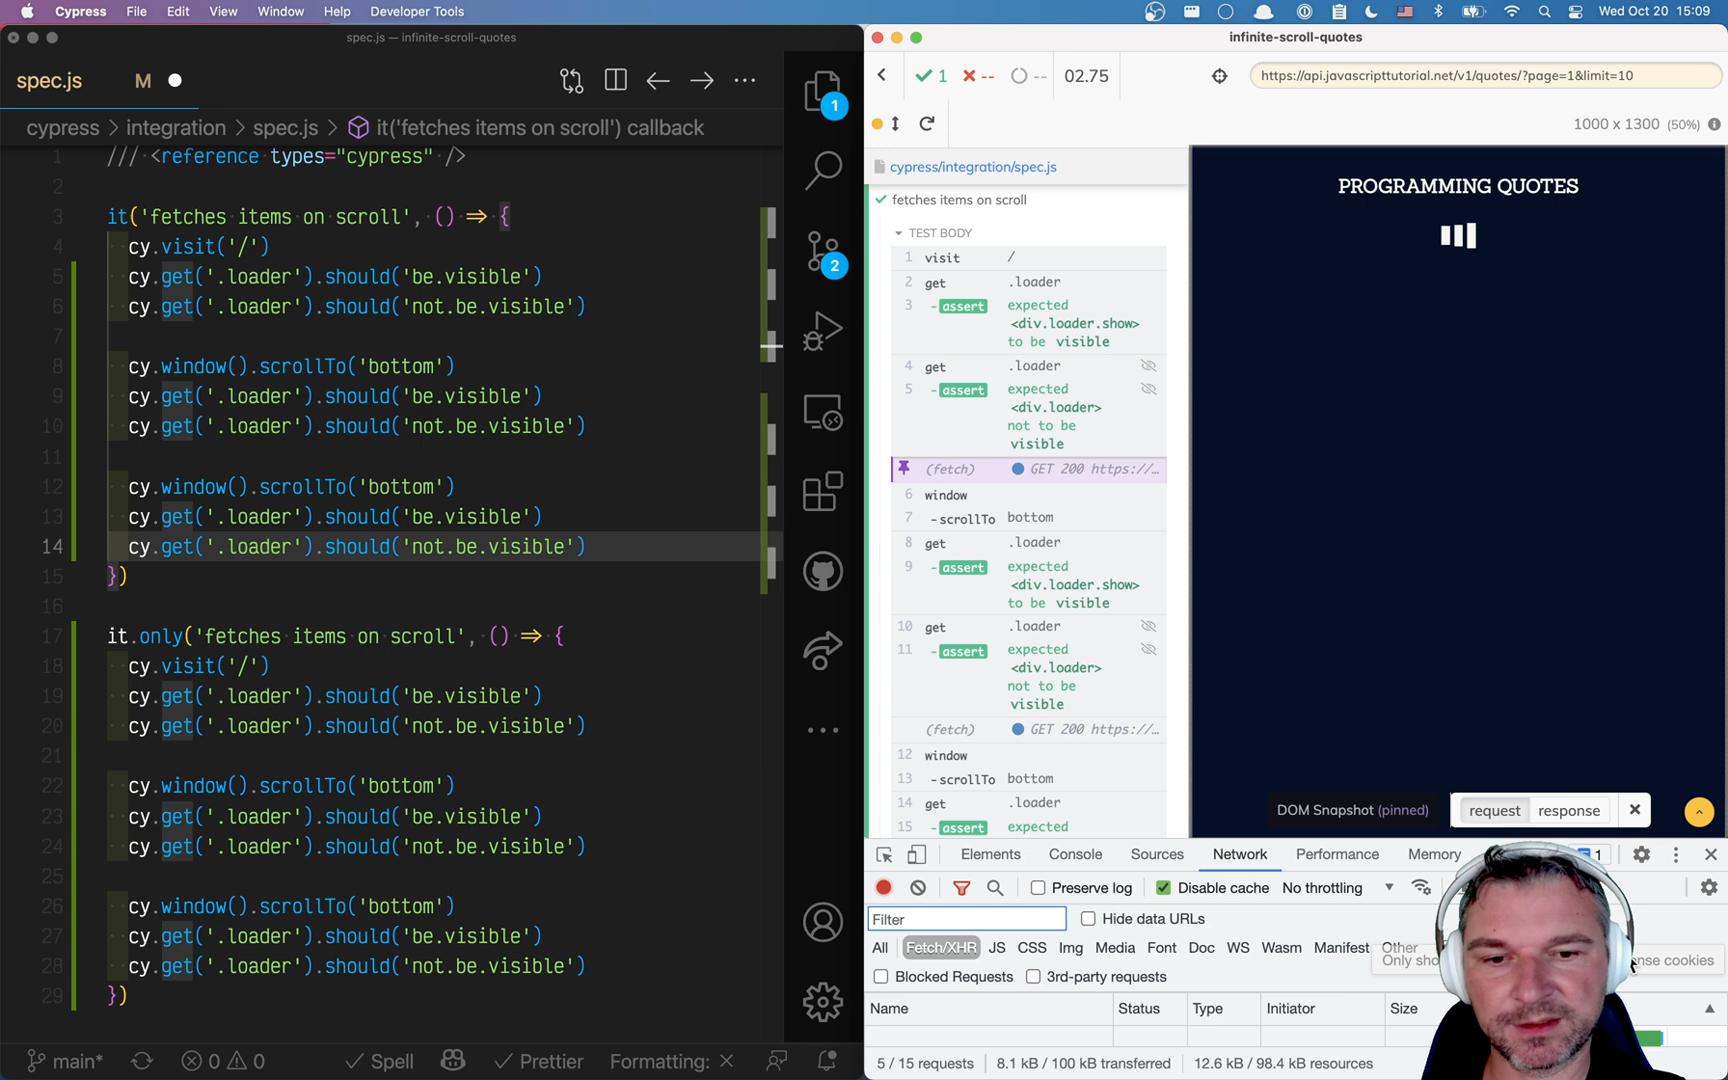 Cypress File Edit View Window Help Developer Tools Wed Oct 20 15:09
spec.js — infinite-scroll-quotes
spec.js M
cypress > integration > spec.js > it('fetches items on scroll') callback
1 /// <reference types="cypress" />
2
3 it('fetches items on scroll', () => {
4 cy.visit('/')
5 cy.get('.loader').should('be.visible')
6 cy.get('.loader').should('not.be.visible')
7
8 cy.window().scrollTo('bottom')
9 cy.get('.loader').should('be.visible')
10 cy.get('.loader').should('not.be.visible')
11
12 cy.window().scrollTo('bottom')
13 cy.get('.loader').should('be.visible')
14 cy.get('.loader').should('not.be.visible')
15 })
16
17 it.only('fetches items on scroll', () => {
18 cy.visit('/')
19 cy.get('.loader').should('be.visible')
20 cy.get('.loader').should('not.be.visible')
21
22 cy.window().scrollTo('bottom')
23 cy.get('.loader').should('be.visible')
24 cy.get('.loader').should('not.be.visible')
25
26 cy.window().scrollTo('bottom')
27 cy.get('.loader').should('be.visible')
28 cy.get('.loader').should('not.be.visible')
29 })
1
2
main* 0 0 Spell Prettier Formatting: ×
infinite-scroll-quotes
1 -- -- 02.75 https://api.javascripttutorial.net/v1/quotes/?page=1&limit=10
1000 x 1300 (50%)
cypress/integration/spec.js
fetches items on scroll
TEST BODY
1 visit /
2 get .loader
3 -assert expected
<div.loader.show>
to be visible
4 get .loader
5 -assert expected
<div.loader>
not to be
visible
(fetch) GET 200 https://…
6 window
7 -scrollTo bottom
8 get .loader
9 -assert expected
<div.loader.show>
to be visible
10 get .loader
11 -assert expected
<div.loader>
not to be
visible
(fetch) GET 200 https://…
12 window
13 -scrollTo bottom
14 get .loader
15 -assert expected
PROGRAMMING QUOTES
DOM Snapshot (pinned) request response
Elements Console Sources Network Performance Memory 1
Preserve log Disable cache No throttling
Filter Hide data URLs
All Fetch/XHR JS CSS Img Media Font Doc WS Wasm Manifest Other
Only nse cookies
Blocked Requests 3rd-party requests
Name Status Type Initiator Size
5 / 15 requests 8.1 kB / 100 kB transferred 12.6 kB / 98.4 kB resources